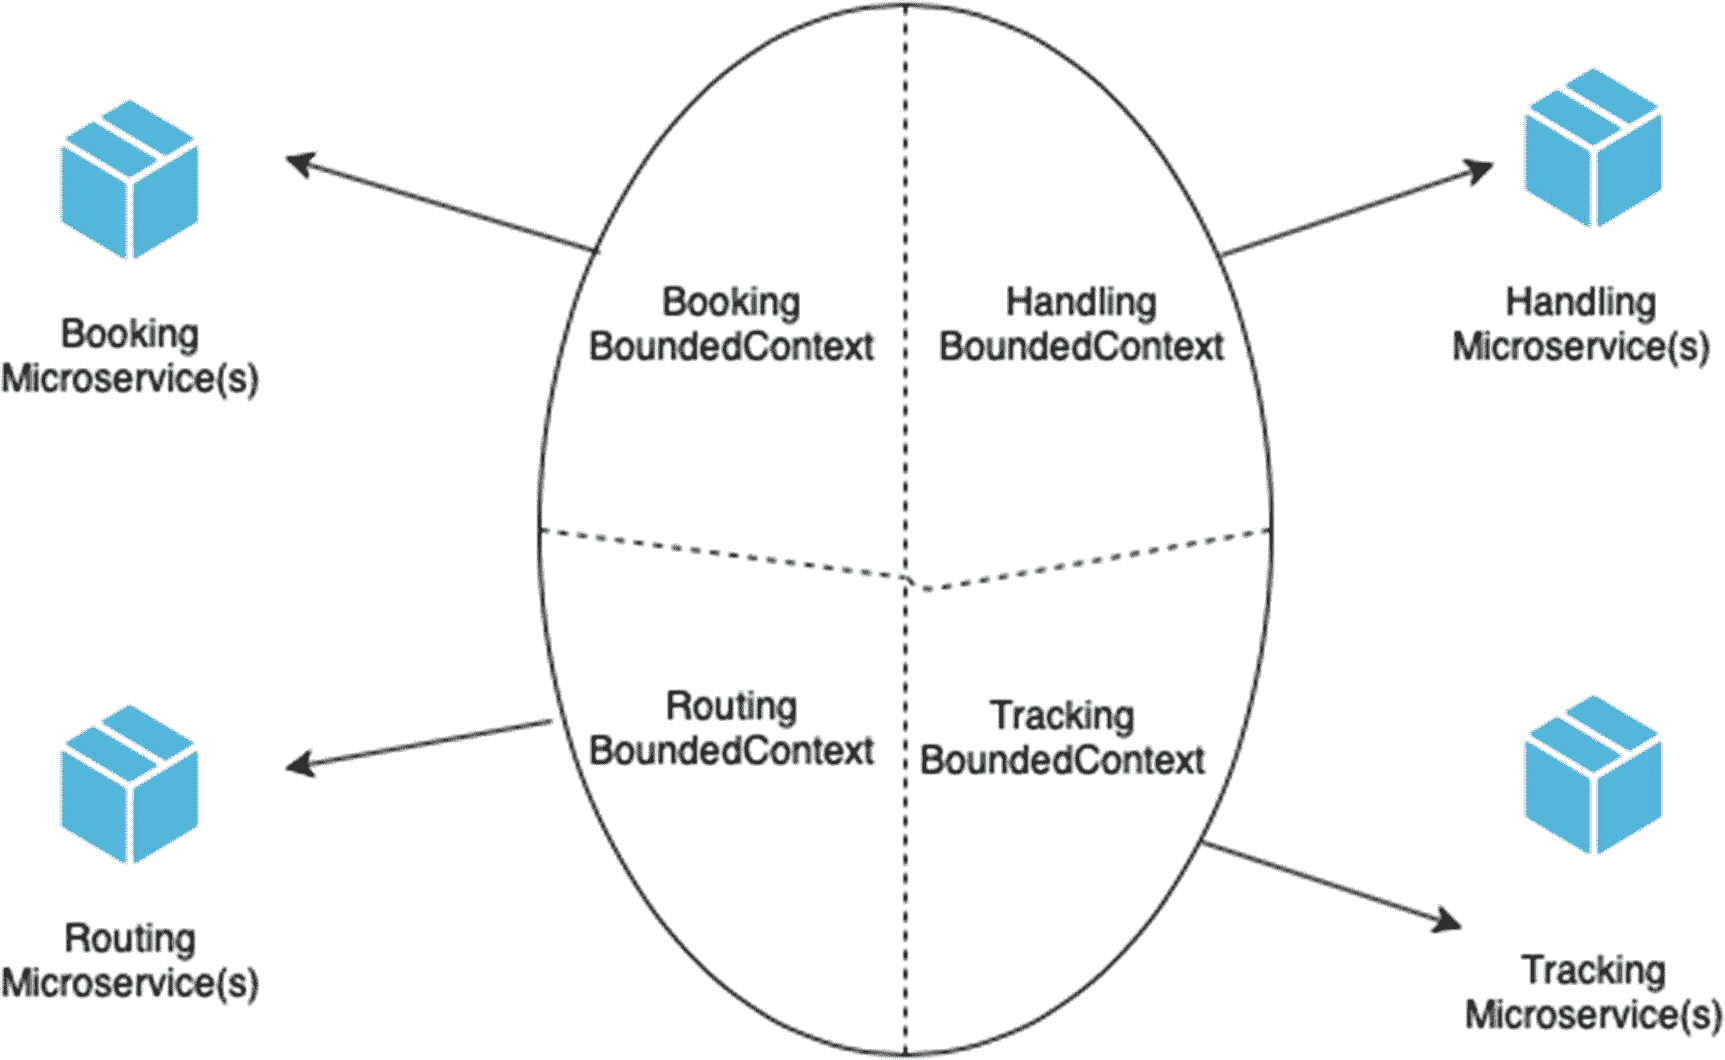 Booking
BoundedContext
Handling
BoundedContext
Booking
Microservice(s)
Handling
Microservice(s)
Routing
BoundedContext
Tracking
BoundedContext
Routing
Microservice(s)
Tracking
Microservice(s)